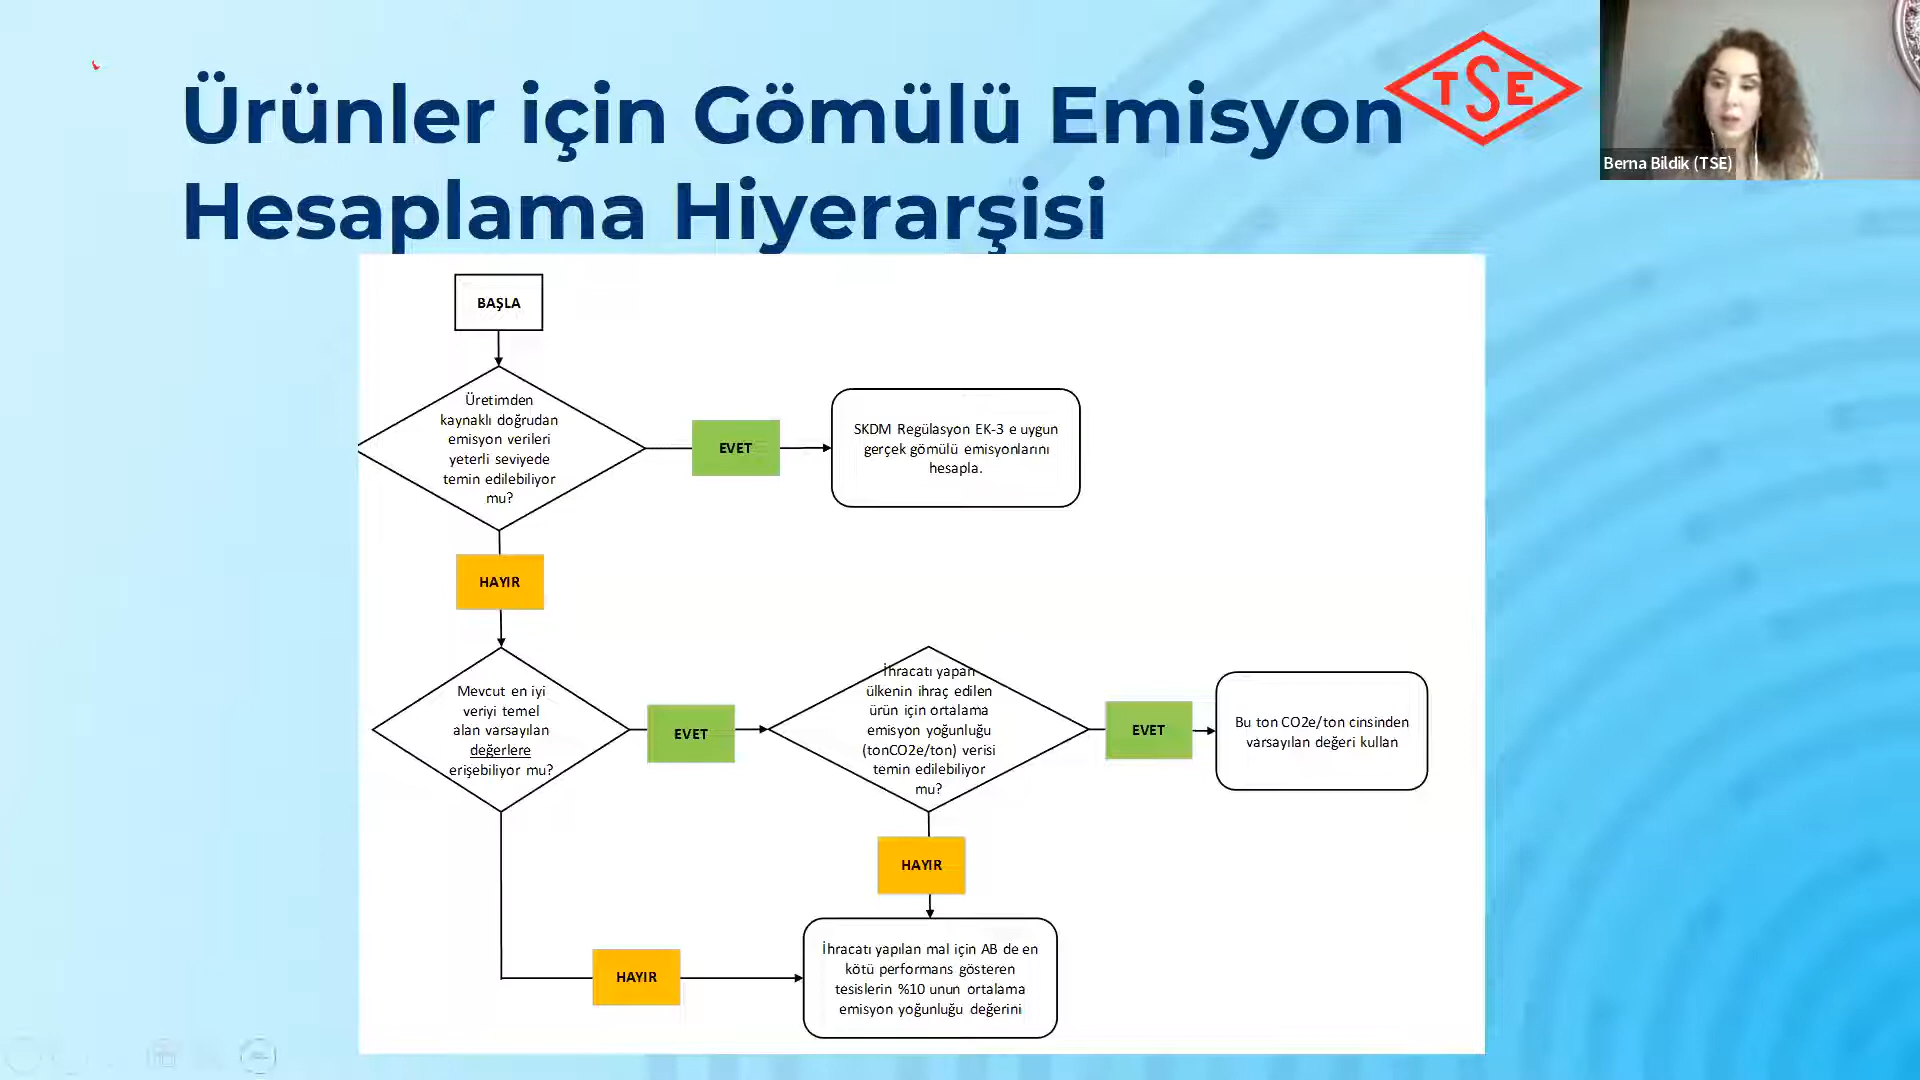 Ürünler için Gömülü Emisyon
Hesaplama Hiyerarşisi
TSE
Berna Bildik (TSE)
BAŞLA
Üretimden
kaynaklı doğrudan
emisyon verileri
yeterli seviyede
temin edilebiliyor
mu?
EVET
SKDM Regülasyon EK-3 e uygun
gerçek gömülü emisyonlarını
hesapla.
HAYIR
Mevcut en iyi
veriyi temel
alan varsayılan
değerlere
erişebiliyor mu?
EVET
İhracatı yapan
ülkenin ihraç edilen
ürün için ortalama
emisyon yoğunluğu
(tonCO2e/ton) verisi
temin edilebiliyor
mu?
EVET
Bu ton CO2e/ton cinsinden
varsayılan değeri kullan
HAYIR
HAYIR
İhracatı yapılan mal için AB de en
kötü performans gösteren
tesislerin %10 unun ortalama
emisyon yoğunluğu değerini